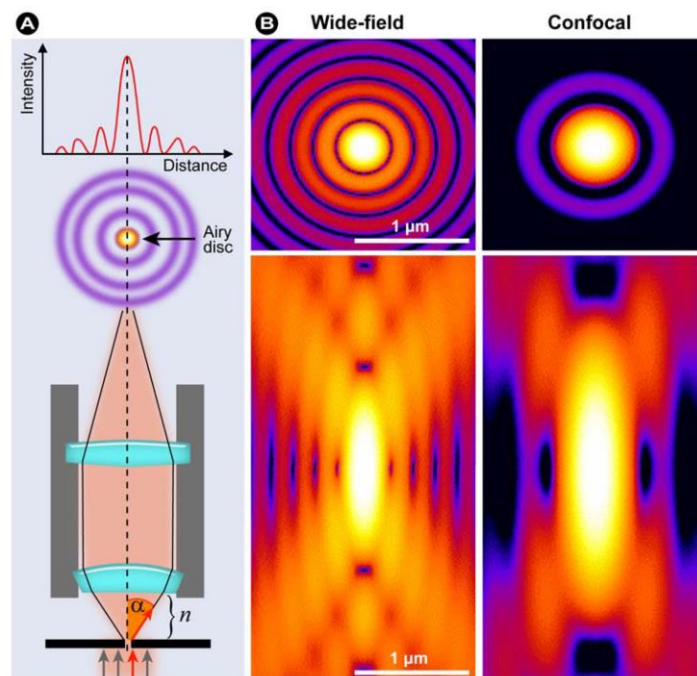 A
Intensity
Distance
Airy
disc
α
n
B
Wide-field
Confocal
1 µm
1 µm